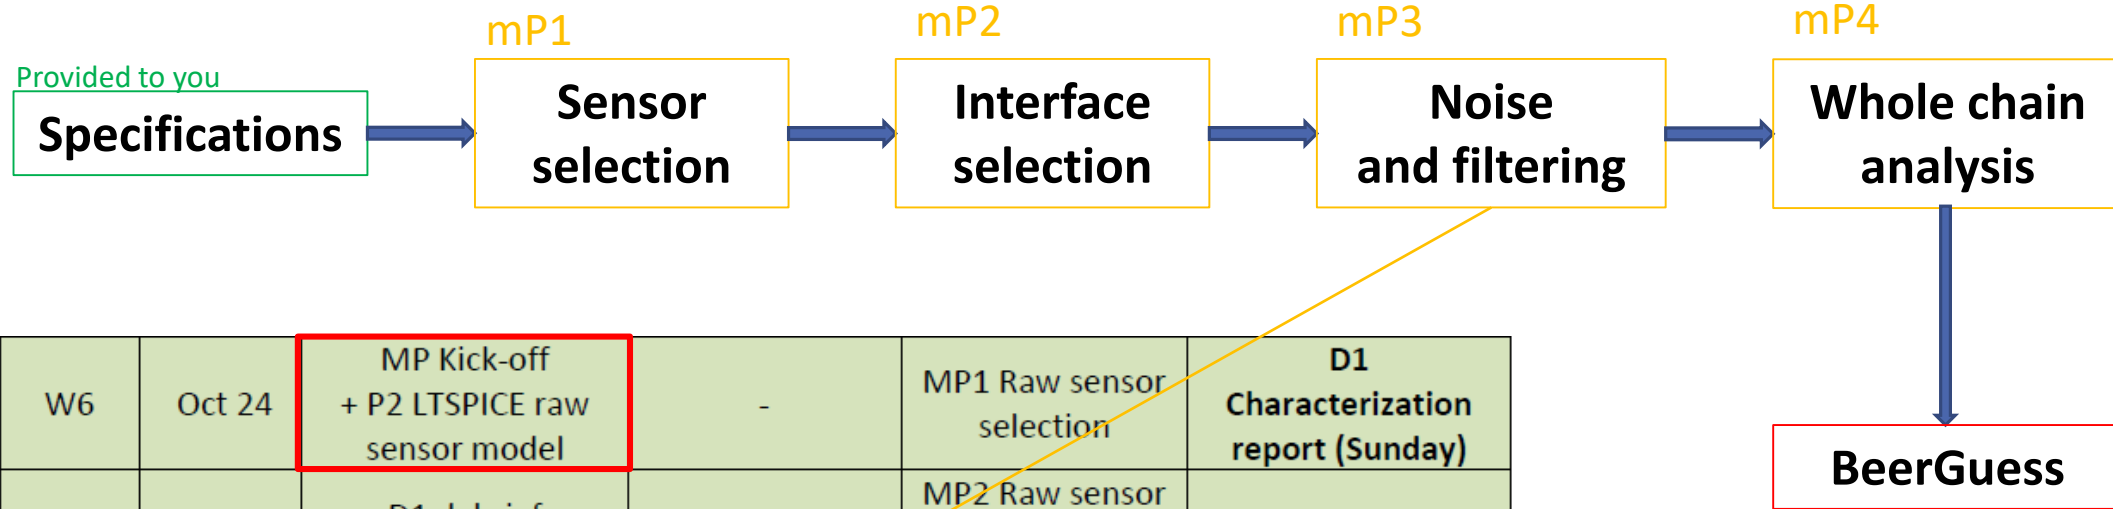 mP1
mP2
mP3
mP4
Provided to you
Specifications
Sensor
selection
Interface
selection
Noise
and filtering
Whole chain
analysis
W6
Oct 24
MP Kick-off
+ P2 LTSPICE raw
sensor model
-
MP1 Raw sensor
selection
D1
Characterization
report (Sunday)
MP2 Raw sensor
BeerGuess